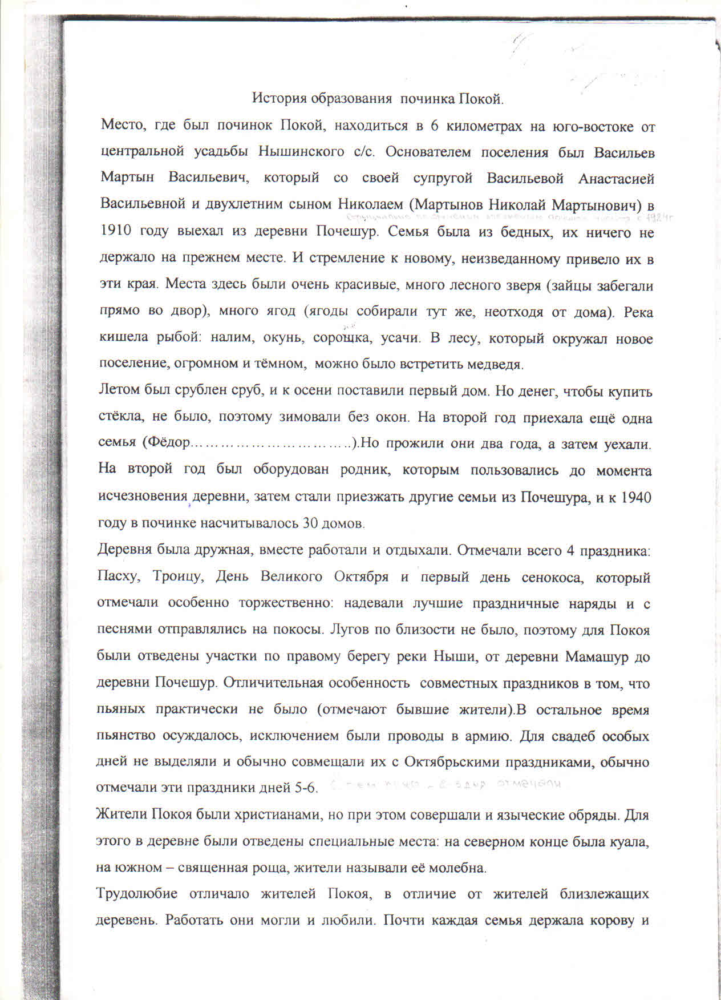 История образования  починка Покой.
Место, где был починок Покой, находиться в 6 километрах на юго-востоке от
центральной усадьбы Нышинского с/с. Основателем поселения был Васильев
Мартын Васильевич, который со своей супругой Васильевой Анастасией
Васильевной и двухлетним сыном Николаем (Мартынов Николай Мартынович) в
с 1924г
1910 году выехал из деревни Почешур. Семья была из бедных, их ничего не
держало на прежнем месте. И стремление к новому, неизведанному привело их в
эти края. Места здесь были очень красивые, много лесного зверя (зайцы забегали
прямо во двор), много ягод (ягоды собирали тут же, неотходя от дома). Река
кишела рыбой: налим, окунь, сорошка, усачи. В лесу, который окружал новое
поселение, огромном и тёмном,  можно было встретить медведя.
Летом был срублен сруб, и к осени поставили первый дом. Но денег, чтобы купить
стёкла, не было, поэтому зимовали без окон. На второй год приехала ещё одна
семья (Фёдор…………………………..).Но прожили они два года, а затем уехали.
На второй год был оборудован родник, которым пользовались до момента
исчезновения деревни, затем стали приезжать другие семьи из Почешура, и к 1940
году в починке насчитывалось 30 домов.
Деревня была дружная, вместе работали и отдыхали. Отмечали всего 4 праздника:
Пасху, Троицу, День Великого Октября и первый день сенокоса, который
отмечали особенно торжественно: надевали лучшие праздничные наряды и с
песнями отправлялись на покосы. Лугов по близости не было, поэтому для Покоя
были отведены участки по правому берегу реки Ныши, от деревни Мамашур до
деревни Почешур. Отличительная особенность  совместных праздников в том, что
пьяных практически не было (отмечают бывшие жители).В остальное время
пьянство осуждалось, исключением были проводы в армию. Для свадеб особых
дней не выделяли и обычно совмещали их с Октябрьскими праздниками, обычно
отмечали эти праздники дней 5-6. отмечали
Жители Покоя были христианами, но при этом совершали и языческие обряды. Для
этого в деревне были отведены специальные места: на северном конце была куала,
на южном – священная роща, жители называли её молебна.
Трудолюбие отличало жителей Покоя, в отличие от жителей близлежащих
деревень. Работать они могли и любили. Почти каждая семья держала корову и